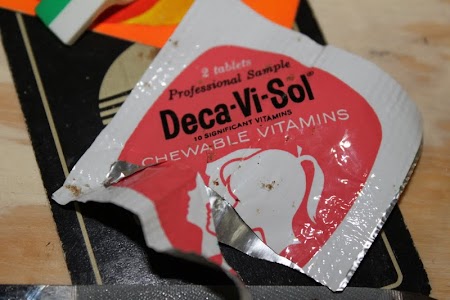 2 tablets
Professional Sample
Deca-Vi-Sol®
10 SIGNIFICANT VITAMINS
CHEWABLE VITAMINS